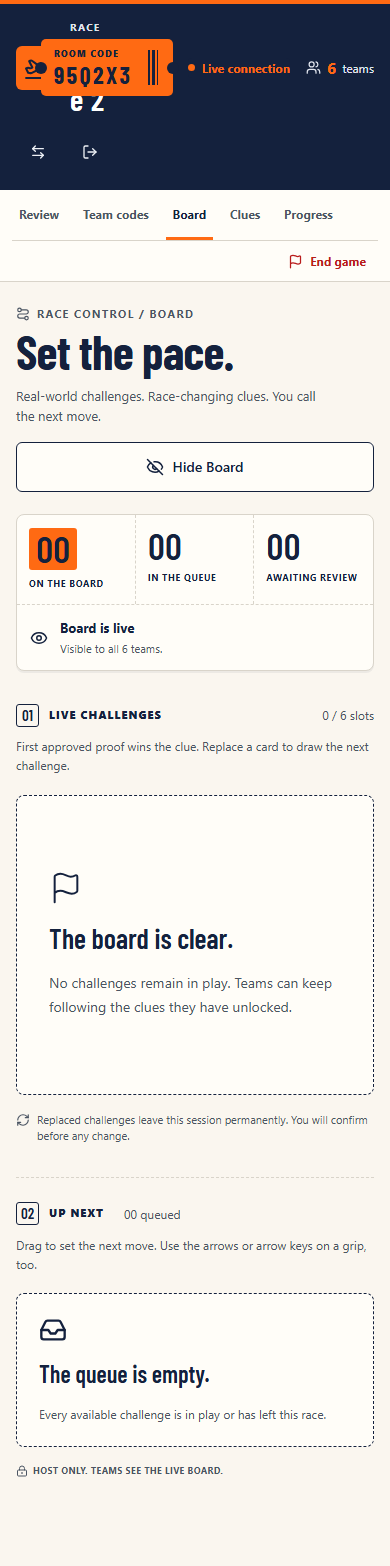 RACE
ROOM CODE
95Q2X3
e 2
Live connection
6 teams
Review Team codes Board Clues Progress
End game
RACE CONTROL / BOARD
Set the pace.
Real-world challenges. Race-changing clues. You call
the next move.
Hide Board
00 00 00
ON THE BOARD IN THE QUEUE AWAITING REVIEW
Board is live
Visible to all 6 teams.
01 LIVE CHALLENGES 0 / 6 slots
First approved proof wins the clue. Replace a card to draw the next
challenge.
The board is clear.
No challenges remain in play. Teams can keep
following the clues they have unlocked.
Replaced challenges leave this session permanently. You will confirm
before any change.
02 UP NEXT 00 queued
Drag to set the next move. Use the arrows or arrow keys on a grip,
too.
The queue is empty.
Every available challenge is in play or has left this race.
HOST ONLY. TEAMS SEE THE LIVE BOARD.